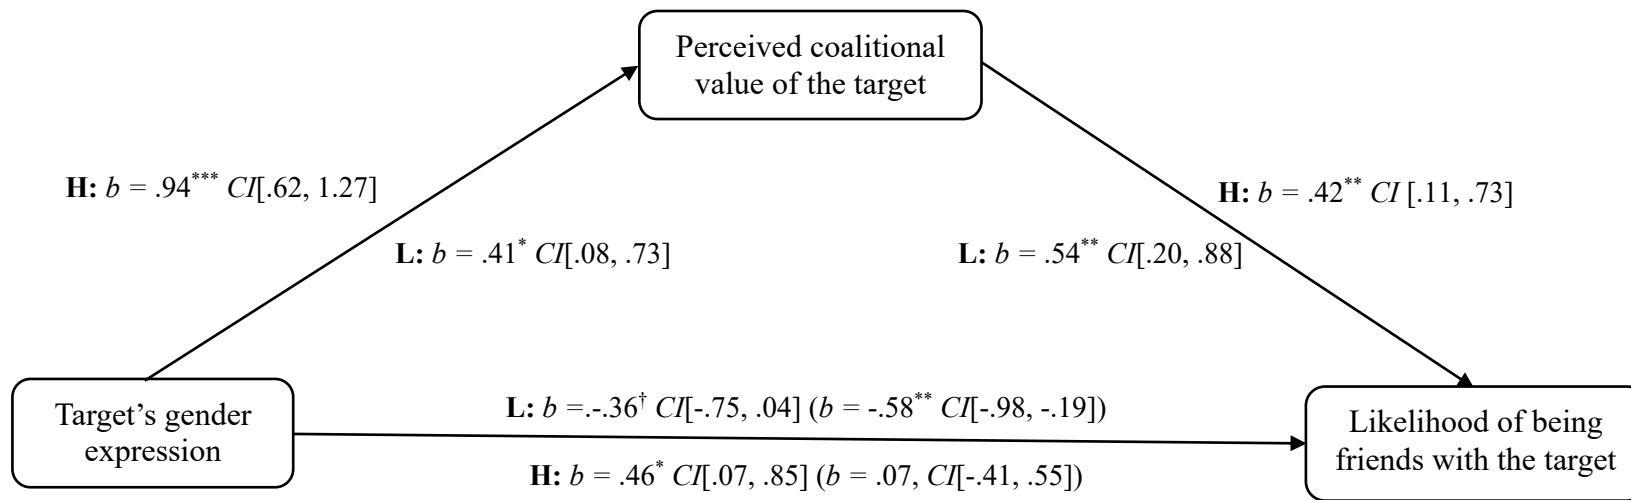 Perceived coalitional
value of the target
H: b = .94*** CI[.62, 1.27]
H: b = .42** CI [.11, .73]
L: b = .41* CI[.08, .73]
L: b = .54** CI[.20, .88]
Target’s gender
expression
L: b =.-.36† CI[-.75, .04] (b = -.58** CI[-.98, -.19])
H: b = .46* CI[.07, .85] (b = .07, CI[-.41, .55])
Likelihood of being
friends with the target